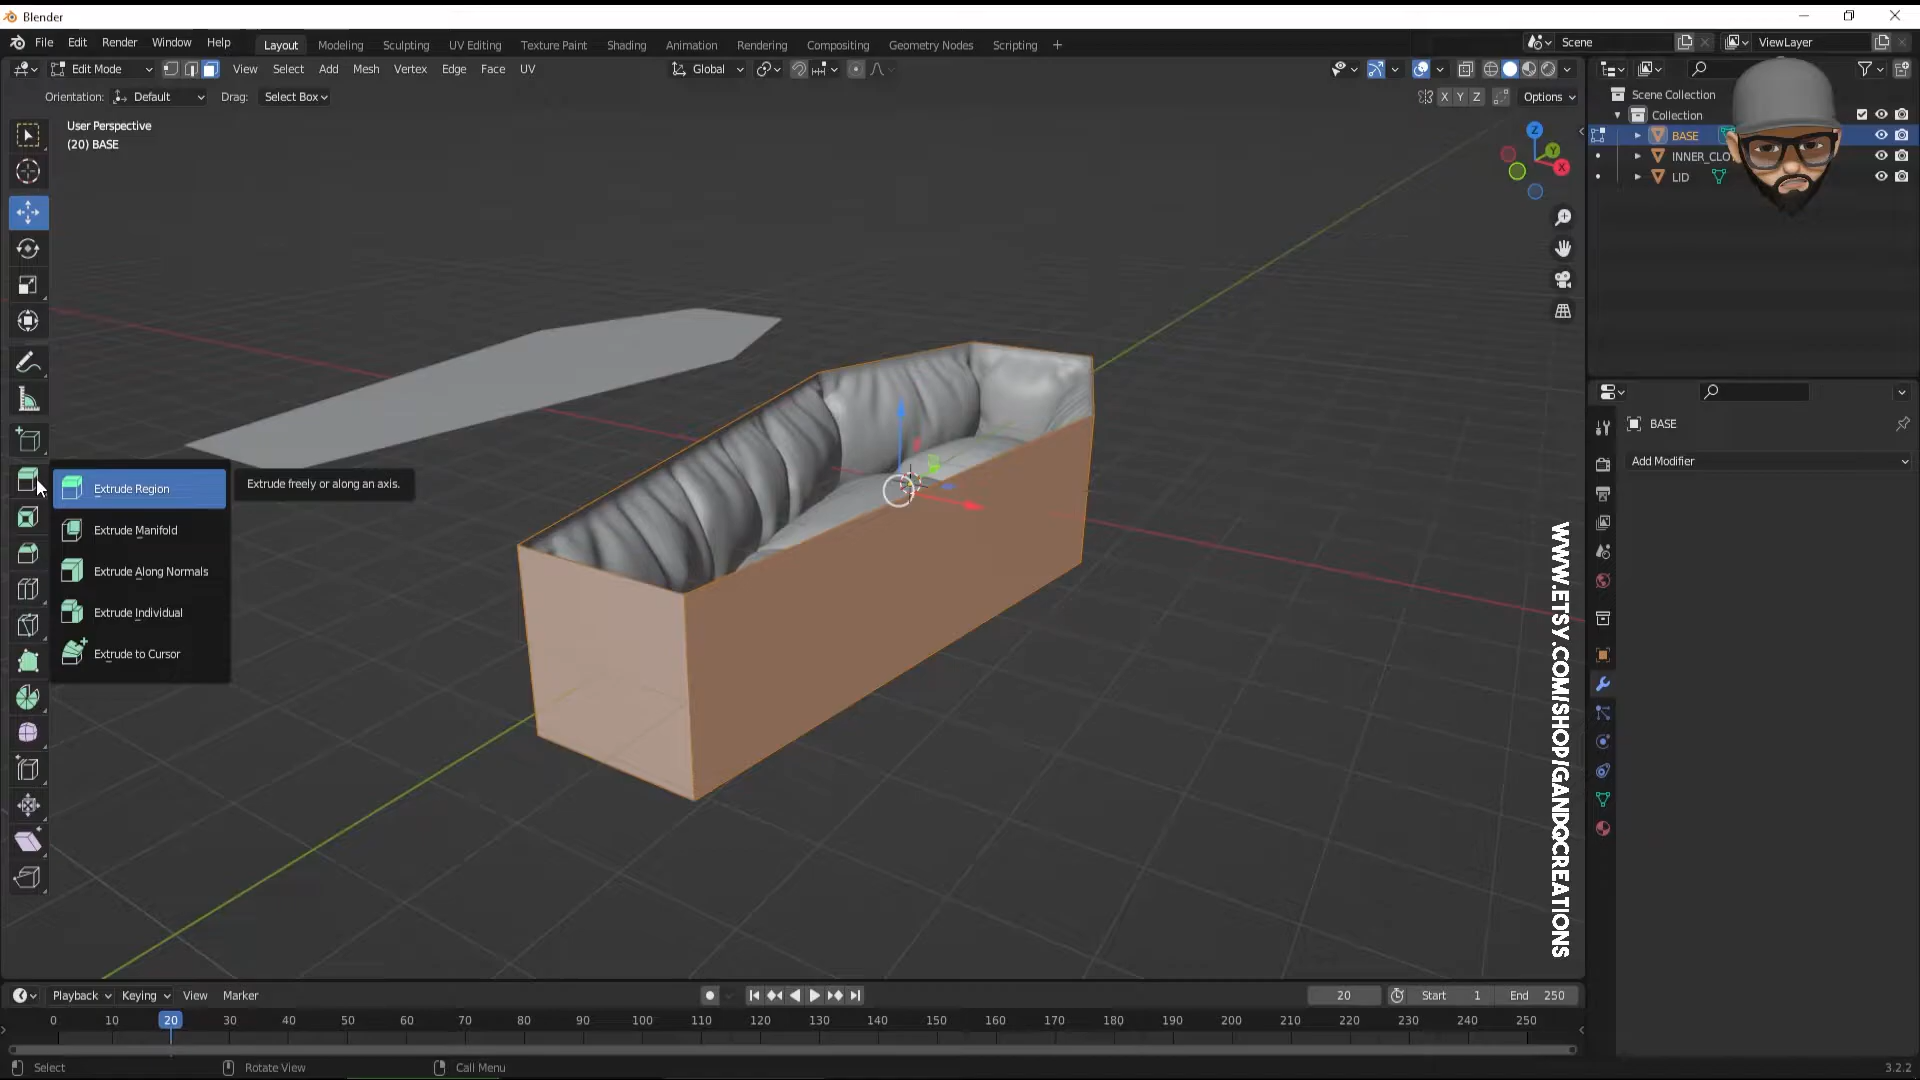 Blender
File Edit Render Window Help Layout Modeling Sculpting UV Editing Texture Paint Shading Animation Rendering Compositing Geometry Nodes Scripting + Scene ViewLayer
Edit Mode View Select Add Mesh Vertex Edge Face UV Global
Orientation: Default Drag: Select Box X Y Z Options
User Perspective
(20) BASE
Z
Y
X
Scene Collection
Collection
BASE
INNER_CLO
LID
BASE
Add Modifier
Extrude Region
Extrude freely or along an axis.
Extrude Manifold
Extrude Along Normals
Extrude Individual
Extrude to Cursor
WWW.ETSY.COM/SHOP/GANDQCREATIONS
Playback Keying View Marker 20 Start 1 End 250
0 10 20 30 40 50 60 70 80 90 100 110 120 130 140 150 160 170 180 190 200 210 220 230 240 250
Select Rotate View Call Menu 3.2.2